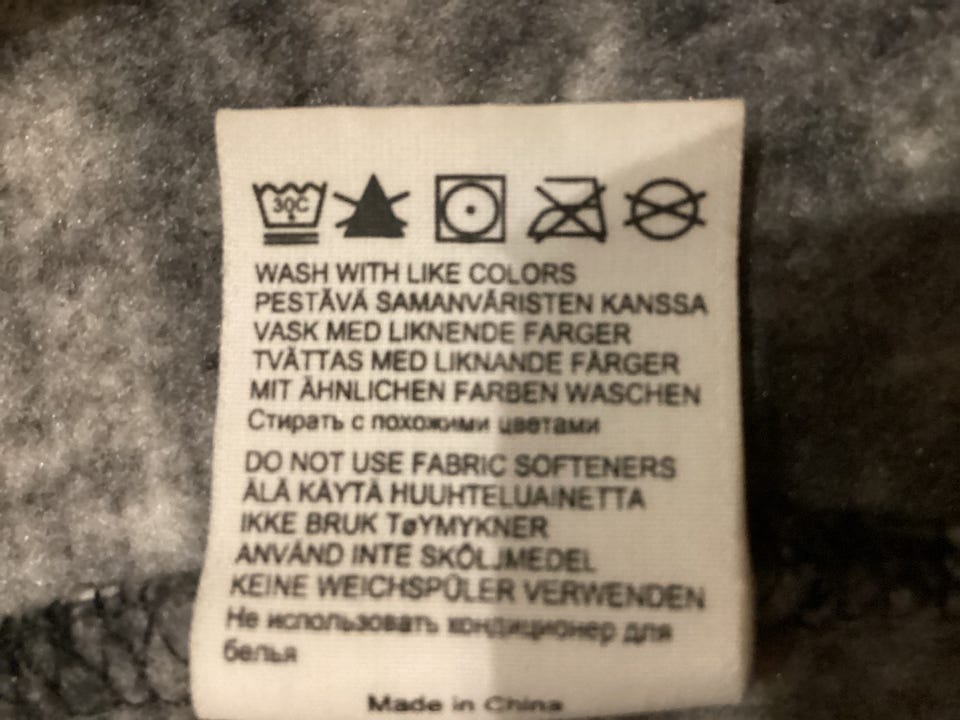 30C
WASH WITH LIKE COLORS
PESTÄVÄ SAMANVÄRISTEN KANSSA
VASK MED LIKNENDE FARGER
TVÄTTAS MED LIKNANDE FÄRGER
MIT ÄHNLICHEN FARBEN WASCHEN
Стирать с похожими цветами
DO NOT USE FABRIC SOFTENERS
ÄLÄ KÄYTÄ HUUHTELUAINETTA
IKKE BRUK TøYMYKNER
ANVÄND INTE SKÖLJMEDEL
KEINE WEICHSPÜLER VERWENDEN
Не использовать кондиционер для
белья
Made in China